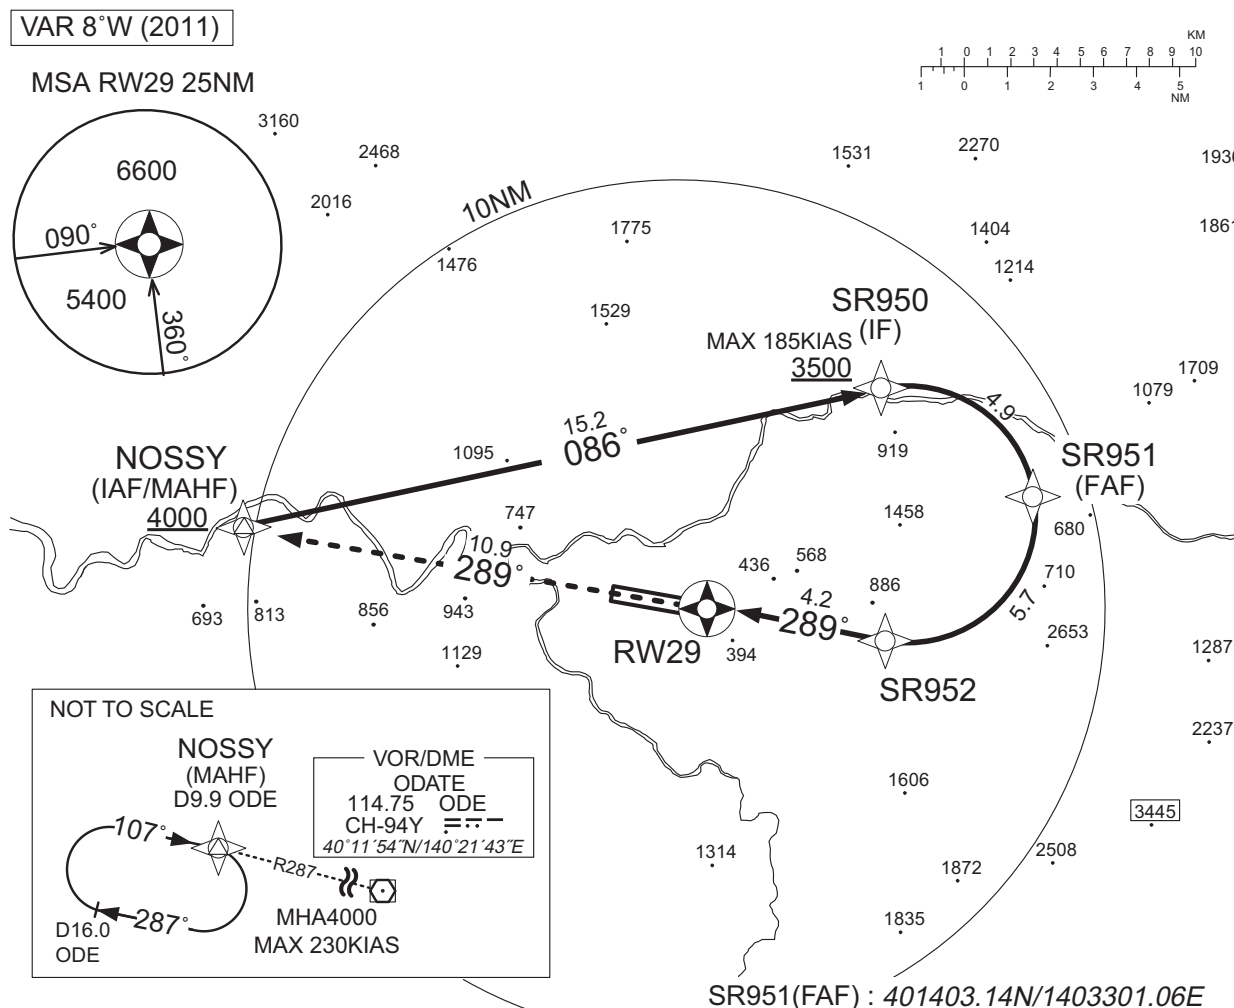 VAR 8°W (2011)
MSA RW29 25NM
6600
090°
5400
360°
KM
1 0 1 2 3 4 5 6 7 8 9 10
1 0 1 2 3 4 5
NM
3160
2468
2016
1476
10NM
1775
1529
1531
2270
1936
1404
1861
1214
1709
1079
SR950
(IF)
MAX 185KIAS
3500
4.9
919
SR951
(FAF)
15.2
086°
1095
NOSSY
(IAF/MAHF)
4000
747
1458
680
10.9
289°
436
568
886
710
5.7
693
813
856
943
4.2
289°
2653
1129
RW29
394
1287
SR952
2237
1606
3445
1314
1872
2508
1835
NOT TO SCALE
NOSSY
(MAHF)
D9.9 ODE
VOR/DME
ODATE
114.75 ODE
CH-94Y
40°11´54˝N/140°21´43˝E
107°
R287
287°
D16.0
ODE
MHA4000
MAX 230KIAS
SR951(FAF) : 401403.14N/1403301.06E